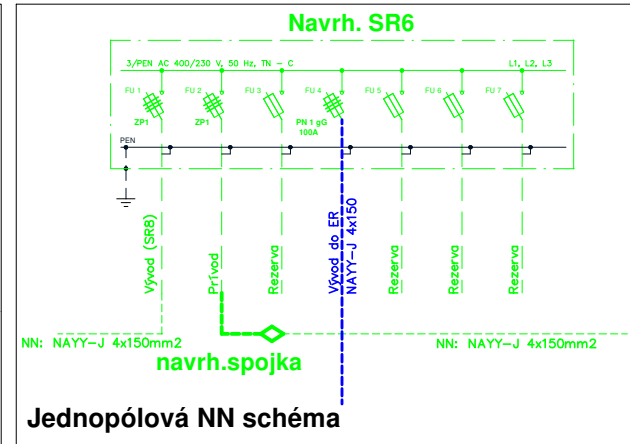 Navrh. SR6
3/PEN AC 400/230 V, 50 Hz, TN - C
L1, L2, L3
FU 1
FU 2
FU 3
FU 4
FU 5
FU 6
FU 7
ZP1
ZP1
PN 1 gG
100A
PEN
Vývod (SR8)
Prívod
Rezerva
Vývod do ER
NAYY-J 4x150
Rezerva
Rezerva
Rezerva
NN: NAYY-J 4x150mm2
NN: NAYY-J 4x150mm2
navrh.spojka
Jednopólová NN schéma